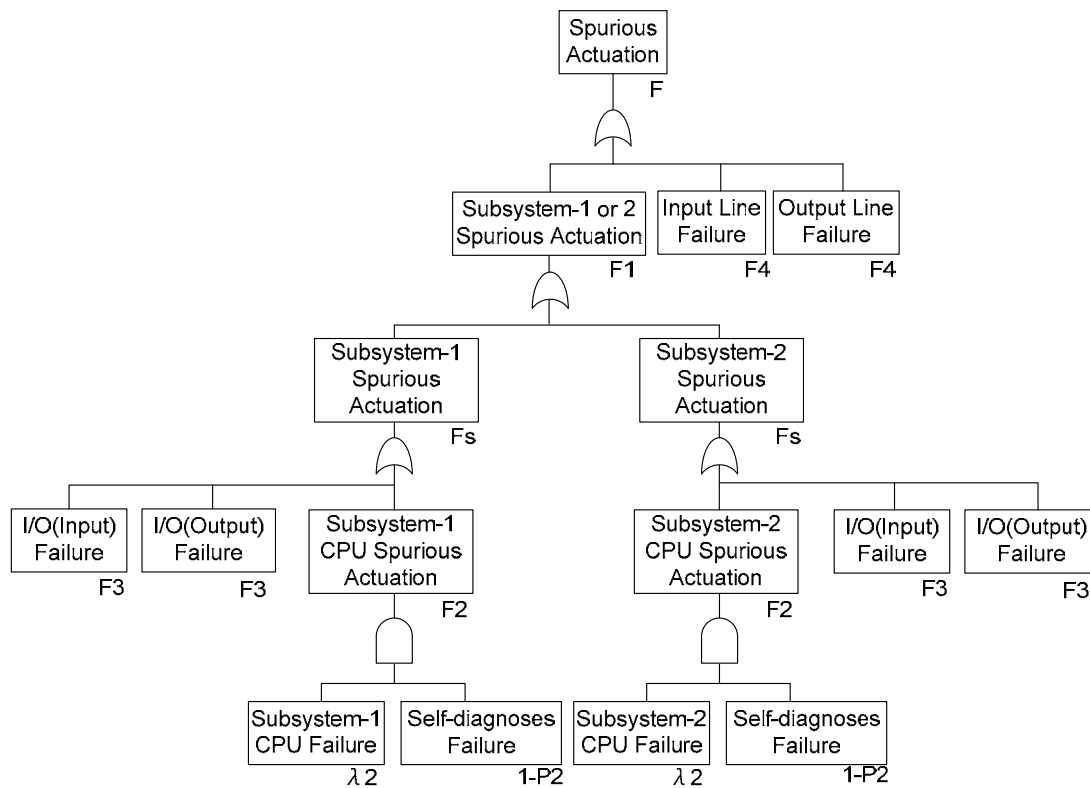 Spurious
Actuation
F
Subsystem-1 or 2
Spurious Actuation
F1
Input Line
Failure
F4
Output Line
Failure
F4
Subsystem-1
Spurious
Actuation
Fs
Subsystem-2
Spurious
Actuation
Fs
I/O(Input)
Failure
F3
I/O(Output)
Failure
F3
Subsystem-1
CPU Spurious
Actuation
F2
Subsystem-2
CPU Spurious
Actuation
F2
I/O(Input)
Failure
F3
I/O(Output)
Failure
F3
Subsystem-1
CPU Failure
λ2
Self-diagnoses
Failure
1-P2
Subsystem-2
CPU Failure
λ2
Self-diagnoses
Failure
1-P2